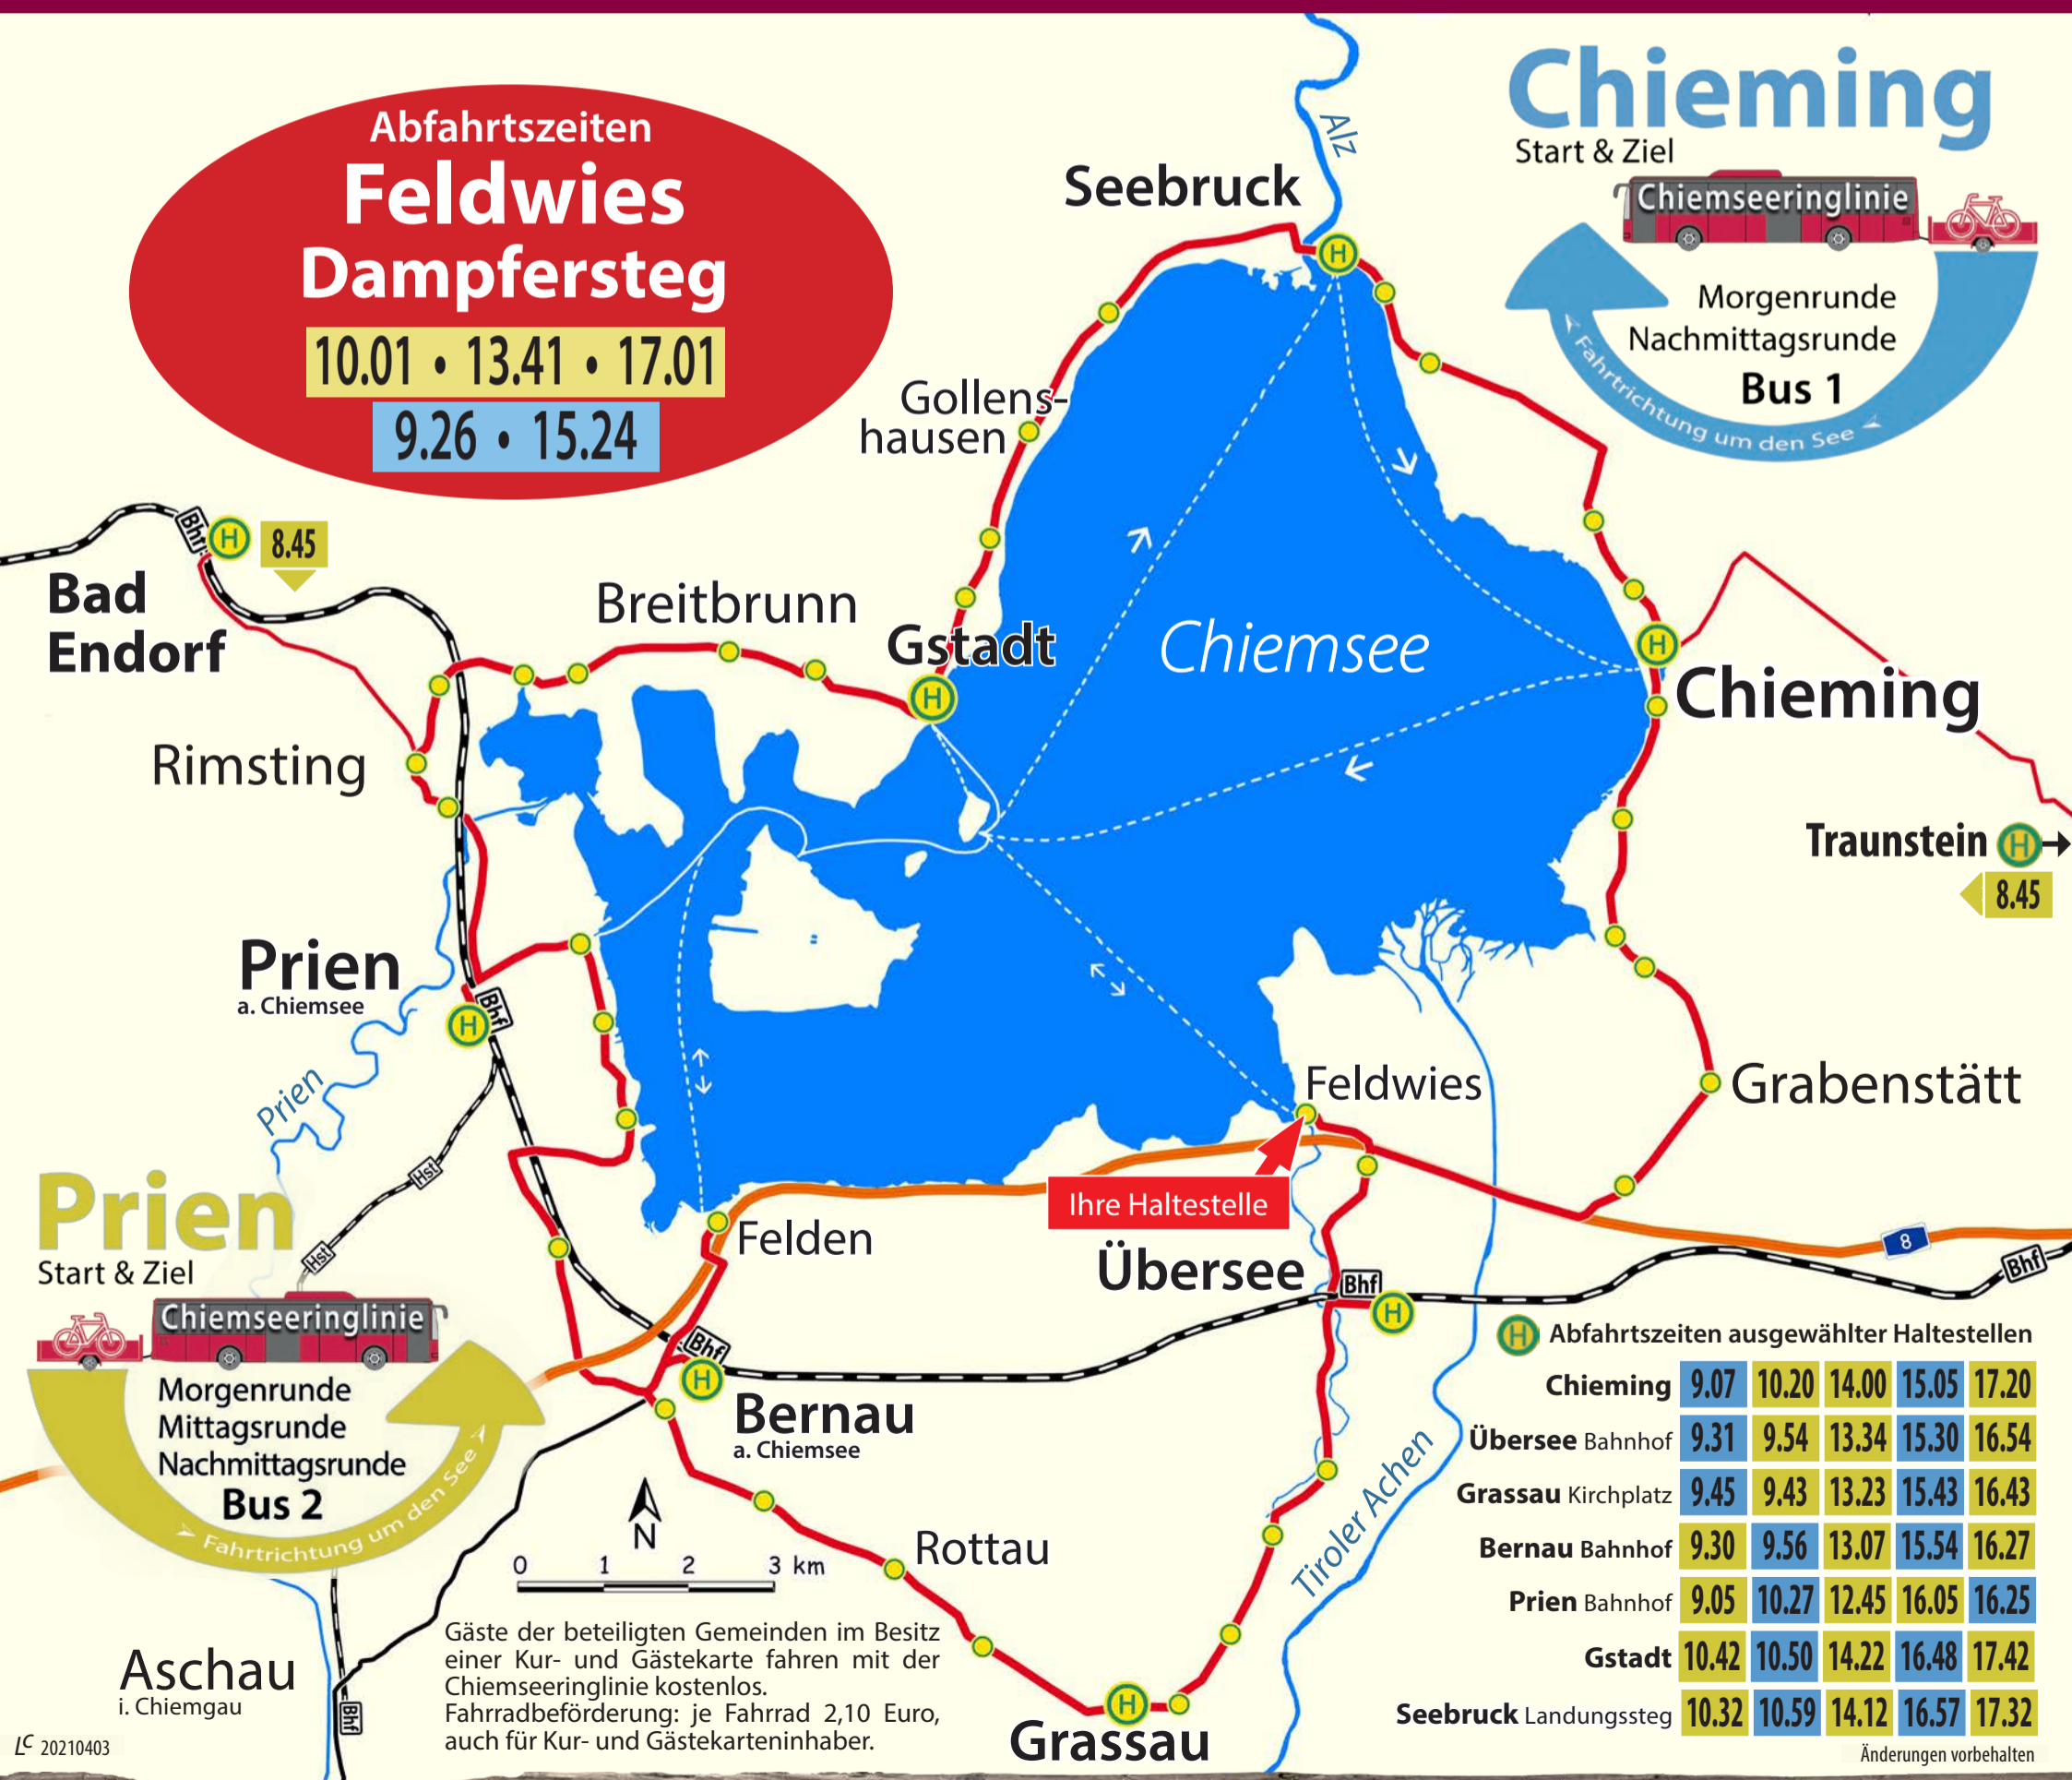 Abfahrtszeiten
Feldwies
Dampfersteg
10.01 • 13.41 • 17.01
9.26 • 15.24
Chieming
Start & Ziel
Chiemseeringlinie
Morgenrunde
Nachmittagsrunde
Bus 1
Fahrtrichtung um den See
Alz
Seebruck
Gollens-
hausen
Bhf
H
8.45
Bad
Endorf
Breitbrunn
Gstadt
H
H
Chiemsee
H
Chieming
Rimsting
Traunstein H
8.45
Prien
a. Chiemsee
Bhf
H
Prien
Feldwies
Grabenstätt
Ihre Haltestelle
Hst
Hst
Felden
Übersee
Bhf
H
8
Bhf
Prien
Start & Ziel
Chiemseeringlinie
Morgenrunde
Mittagsrunde
Nachmittagsrunde
Bus 2
Fahrtrichtung um den See
Bhf
H
Bernau
a. Chiemsee
N
0 1 2 3 km
Rottau
Tiroler Achen
H
Grassau
Aschau
i. Chiemgau
Bhf
Gäste der beteiligten Gemeinden im Besitz
einer Kur- und Gästekarte fahren mit der
Chiemseeringlinie kostenlos.
Fahrradbeförderung: je Fahrrad 2,10 Euro,
auch für Kur- und Gästekarteninhaber.
H Abfahrtszeiten ausgewählter Haltestellen
Chieming 9.07 10.20 14.00 15.05 17.20
Übersee Bahnhof 9.31 9.54 13.34 15.30 16.54
Grassau Kirchplatz 9.45 9.43 13.23 15.43 16.43
Bernau Bahnhof 9.30 9.56 13.07 15.54 16.27
Prien Bahnhof 9.05 10.27 12.45 16.05 16.25
Gstadt 10.42 10.50 14.22 16.48 17.42
Seebruck Landungssteg 10.32 10.59 14.12 16.57 17.32
Änderungen vorbehalten
LC 20210403